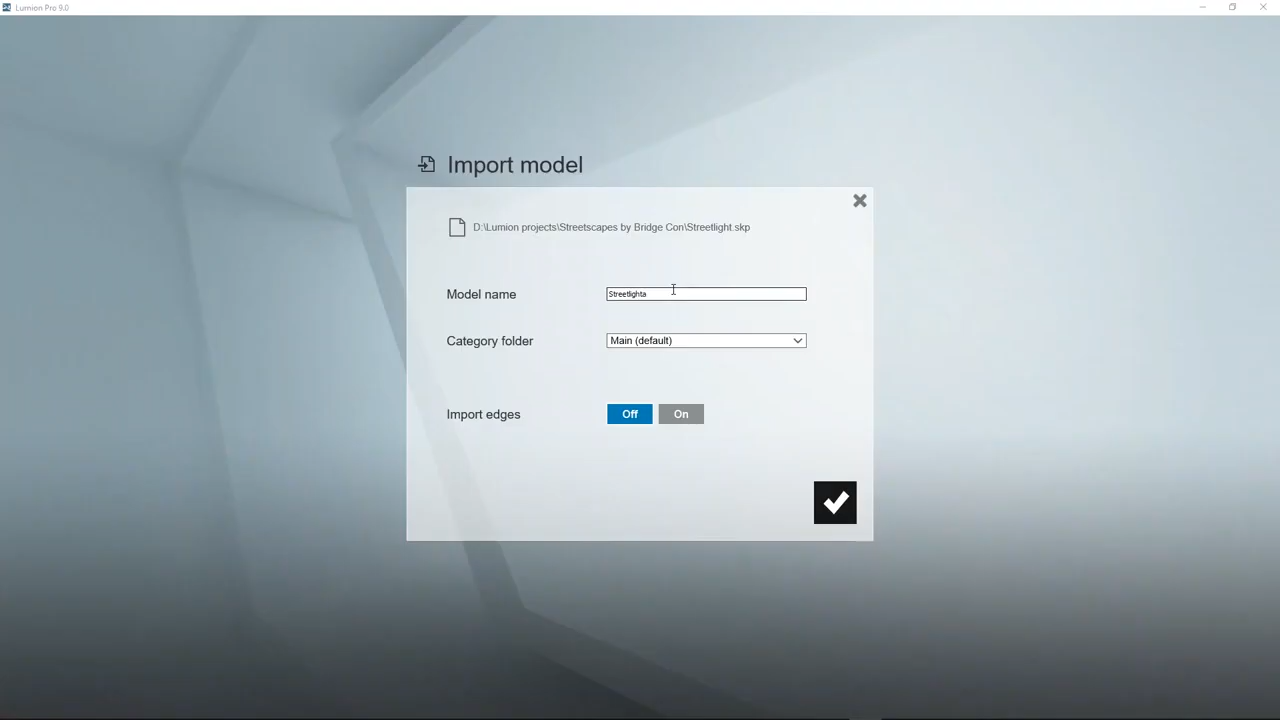 Lumion Pro 9.0
Import model
D:\Lumion projects\Streetscapes by Bridge Con\Streetlight.skp
Model name
Streetlighta
Category folder
Main (default)
Import edges
Off
On